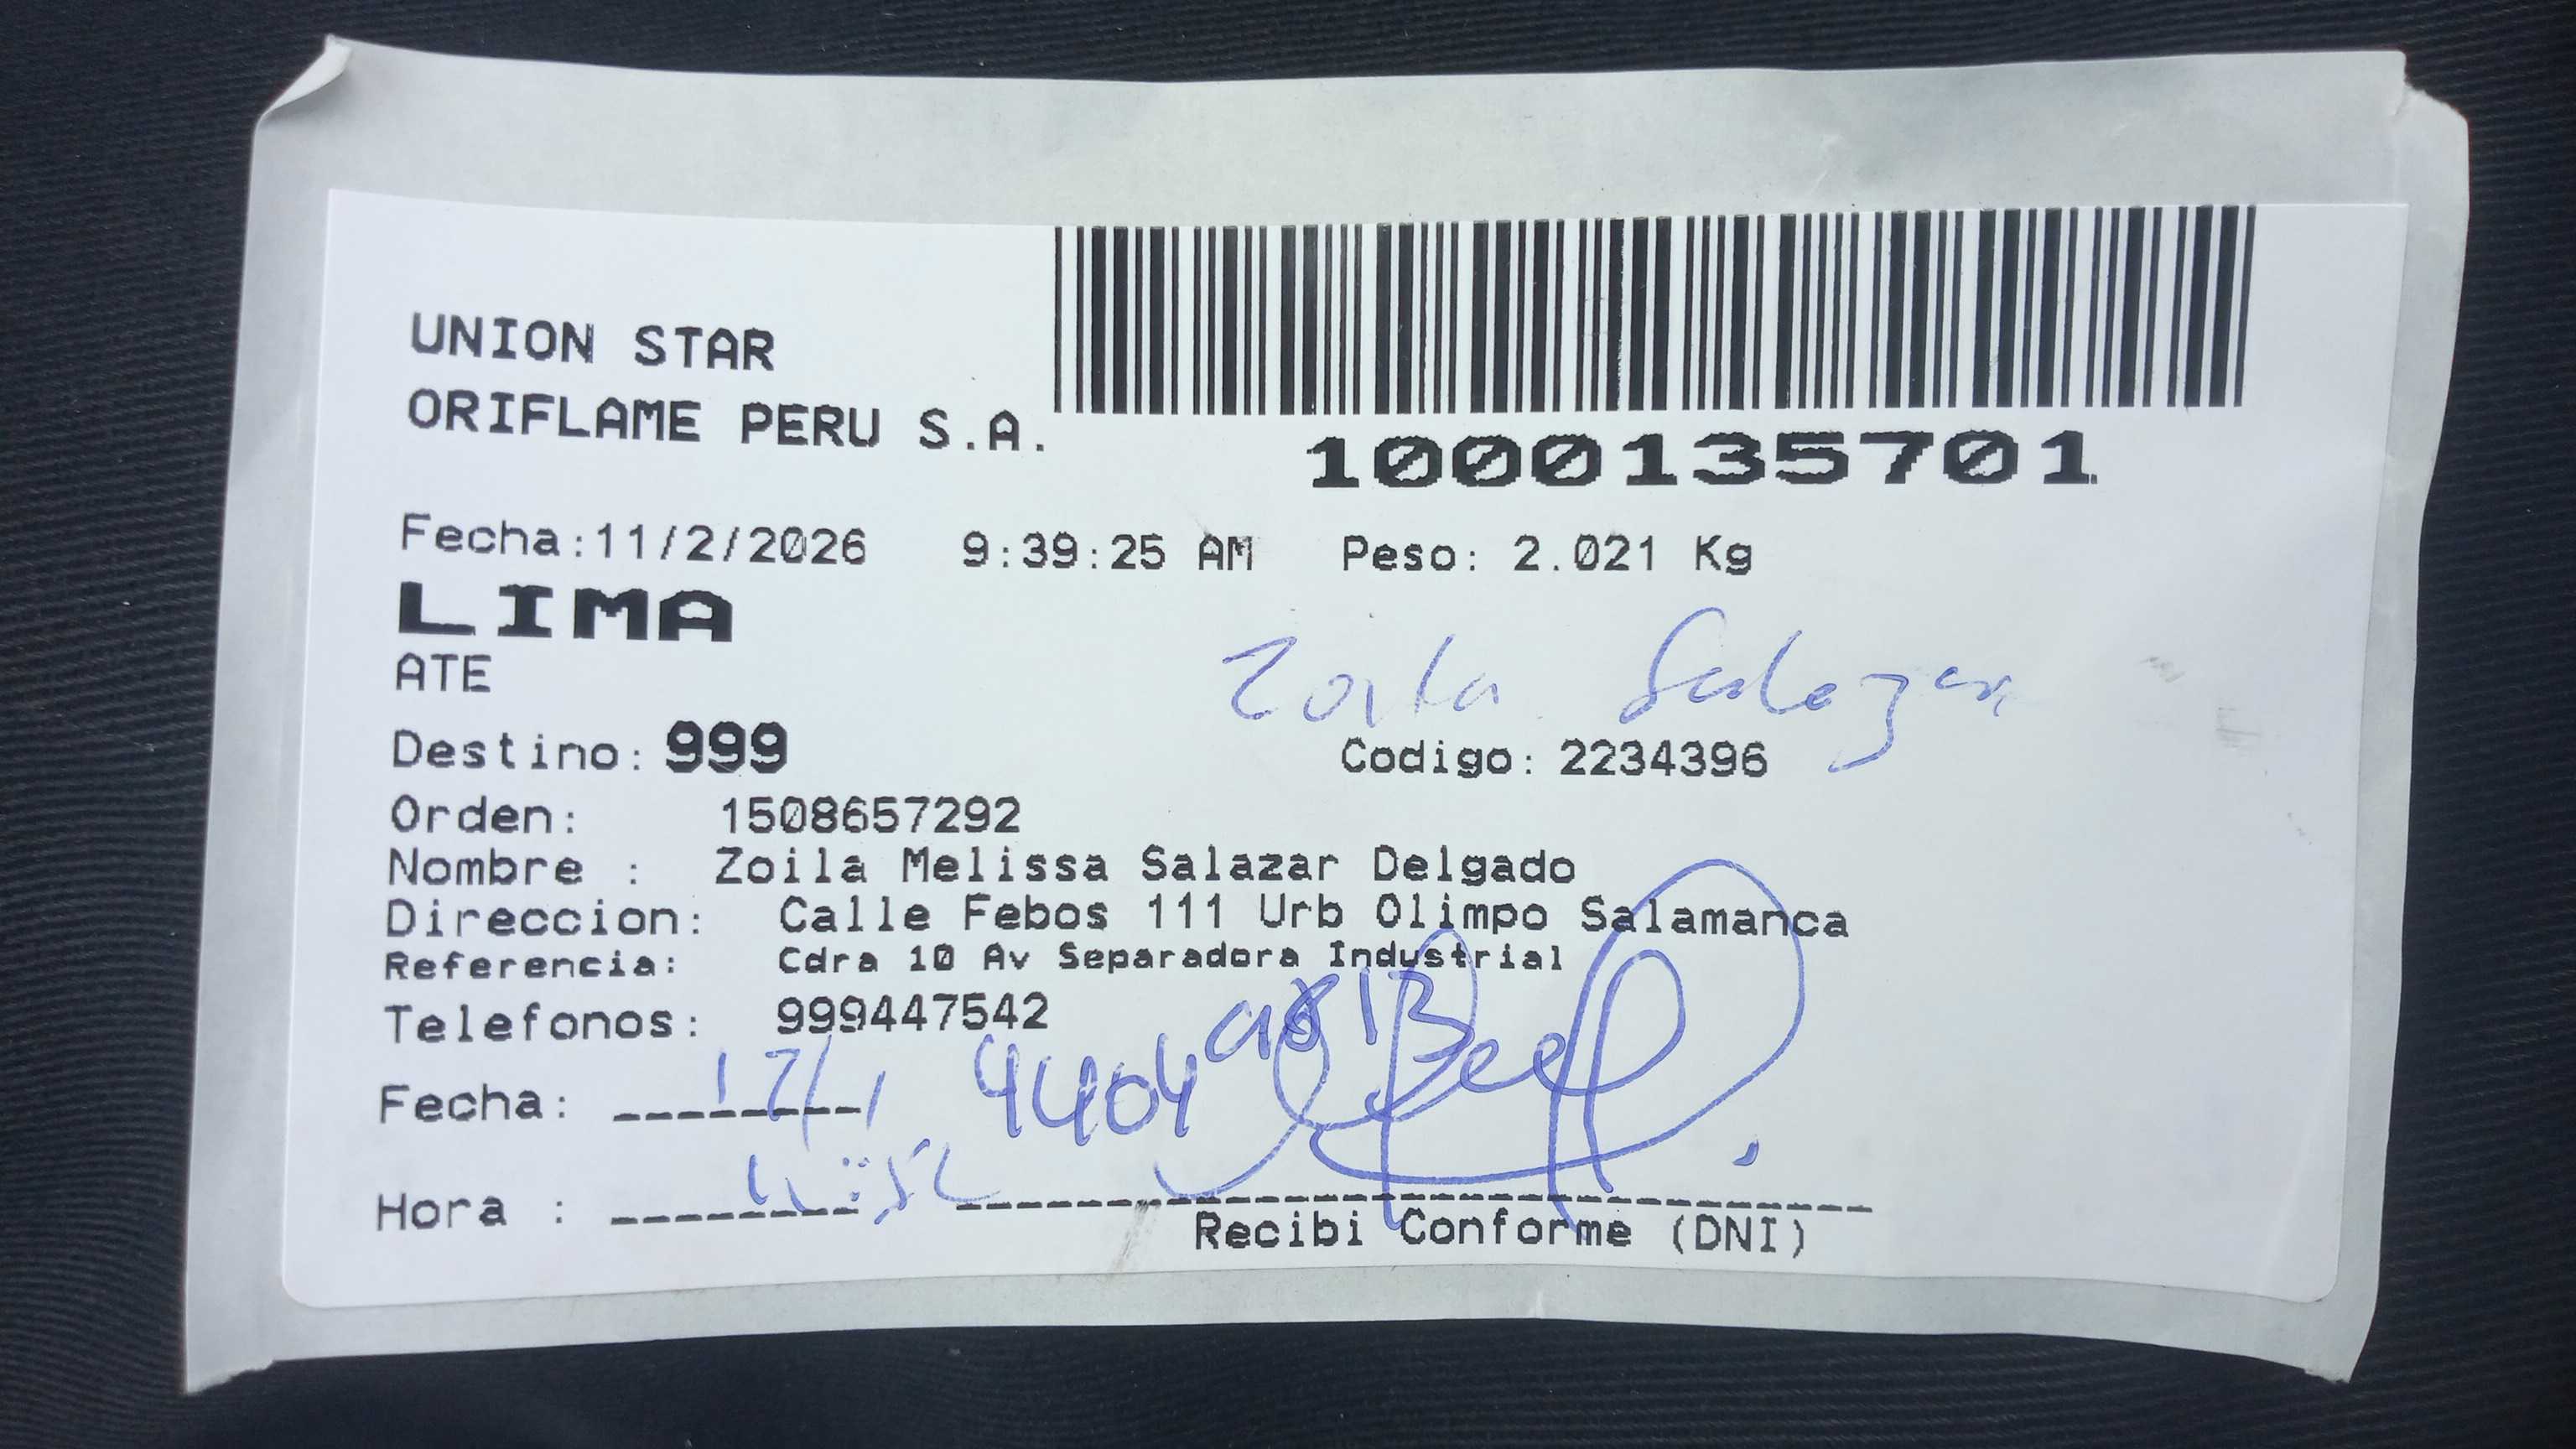 UNION STAR
ORIFLAME PERU S.A.
1000135701
Fecha:11/2/2026 9:39:25 AM Peso: 2.021 Kg
LIMA
ATE
Zoila Salazar
Destino: 999 Codigo: 2234396
Orden: 1508657292
Nombre : Zoila Melissa Salazar Delgado
Direccion: Calle Febos 111 Urb Olimpo Salamanca
Referencia: Cdra 10 Av Separadora Industrial
Telefonos: 999447542
Fecha:
Hora :
Recibi Conforme (DNI)